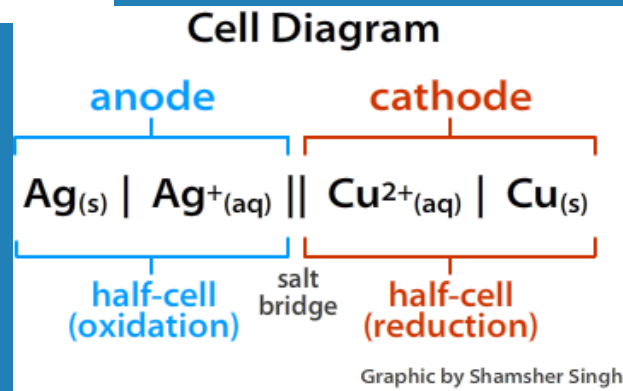 Cell Diagram
anode cathode
Ag(s) | Ag+(aq) || Cu2+(aq) | Cu(s)
half-cell (oxidation)
salt bridge
half-cell (reduction)
Graphic by Shamsher Singh